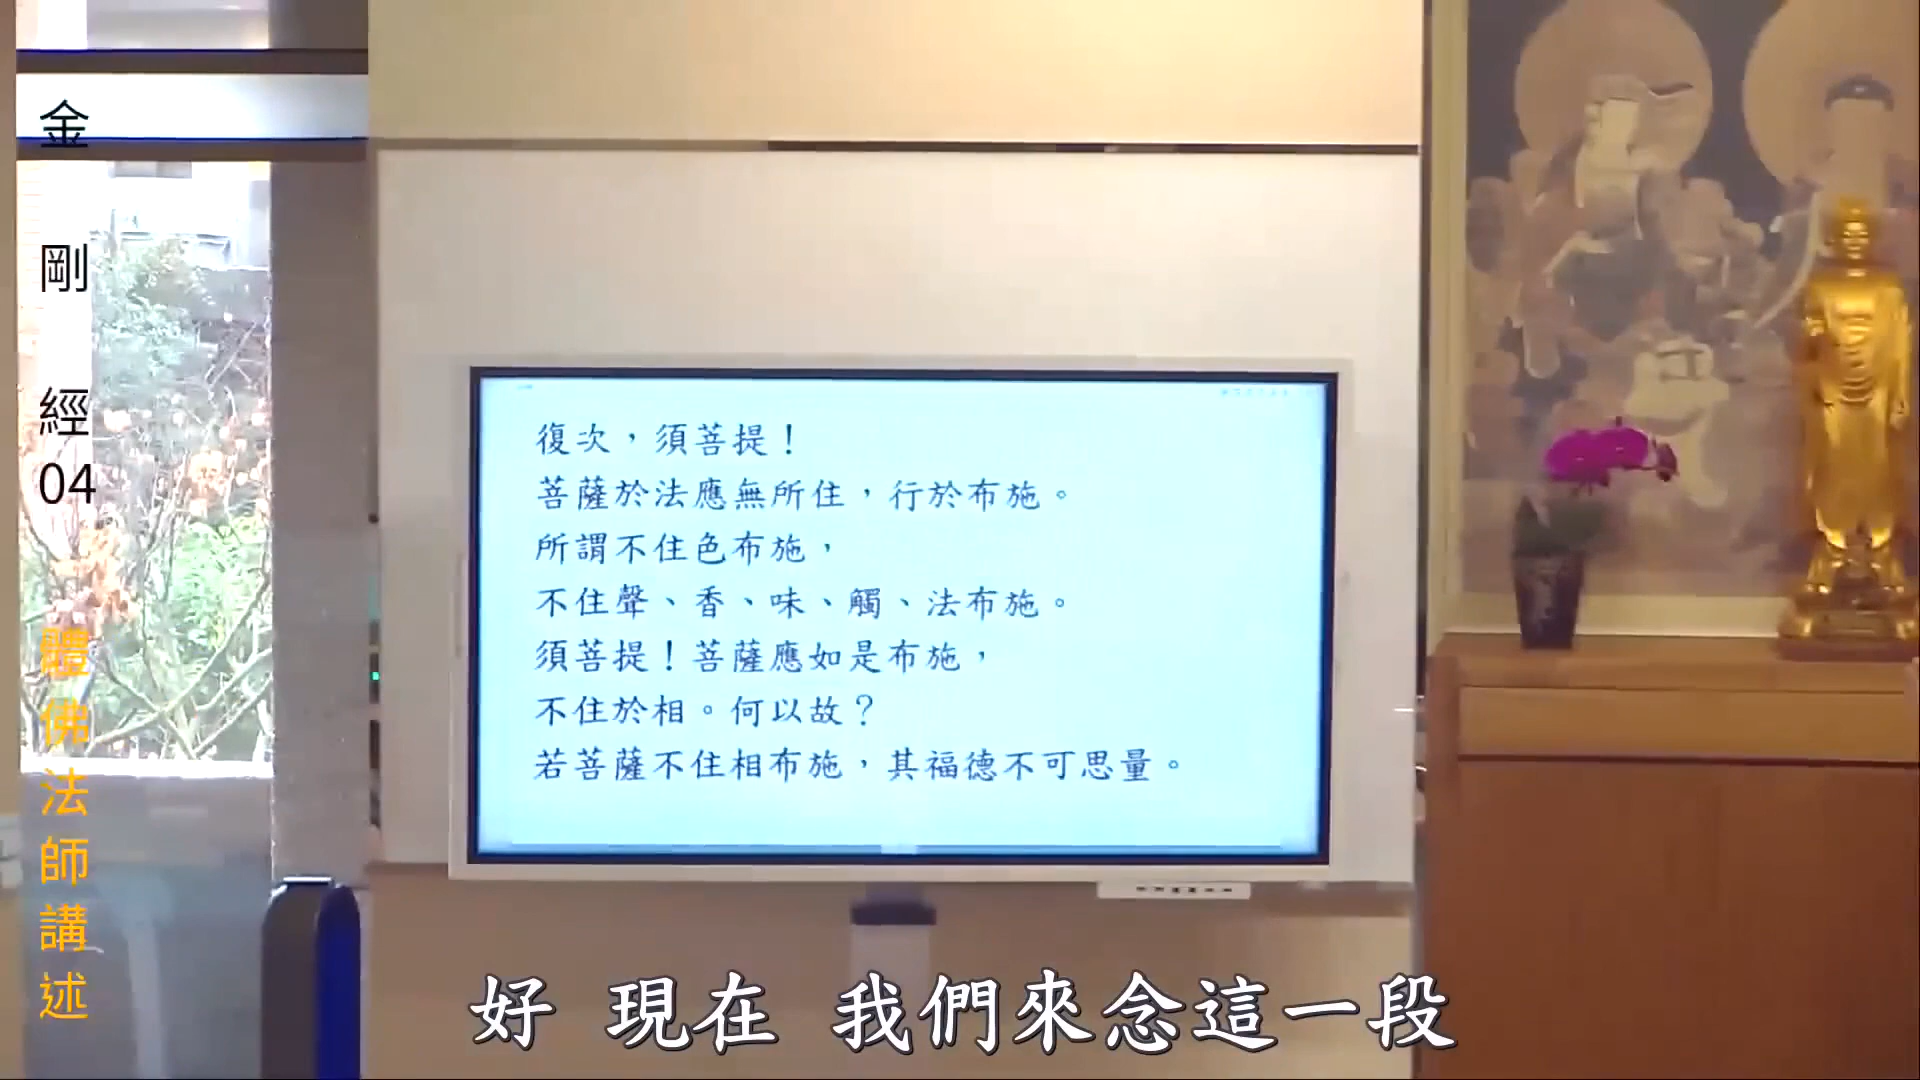 金剛經04
體佛法師講述
復次，須菩提！
菩薩於法應無所住，行於布施。
所謂不住色布施，
不住聲、香、味、觸、法布施。
須菩提！菩薩應如是布施，
不住於相。何以故？
若菩薩不住相布施，其福德不可思量。
好 現在 我們來念這一段